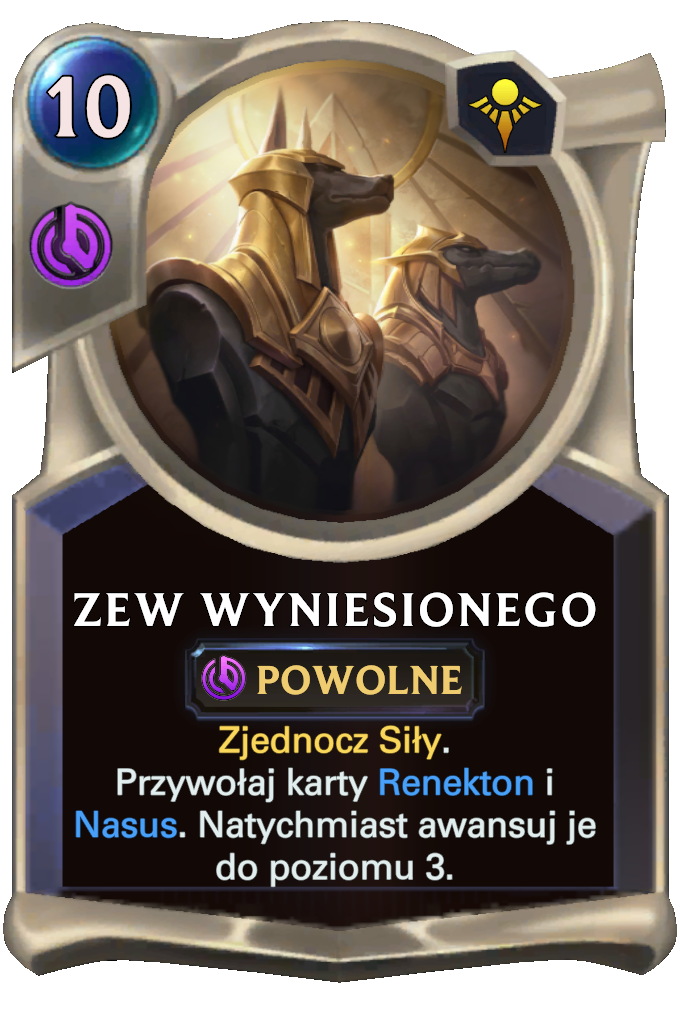 10
ZEW WYNIESIONEGO
POWOLNE
Zjednocz Siły.
Przywołaj karty Renekton i
Nasus. Natychmiast awansuj je
do poziomu 3.